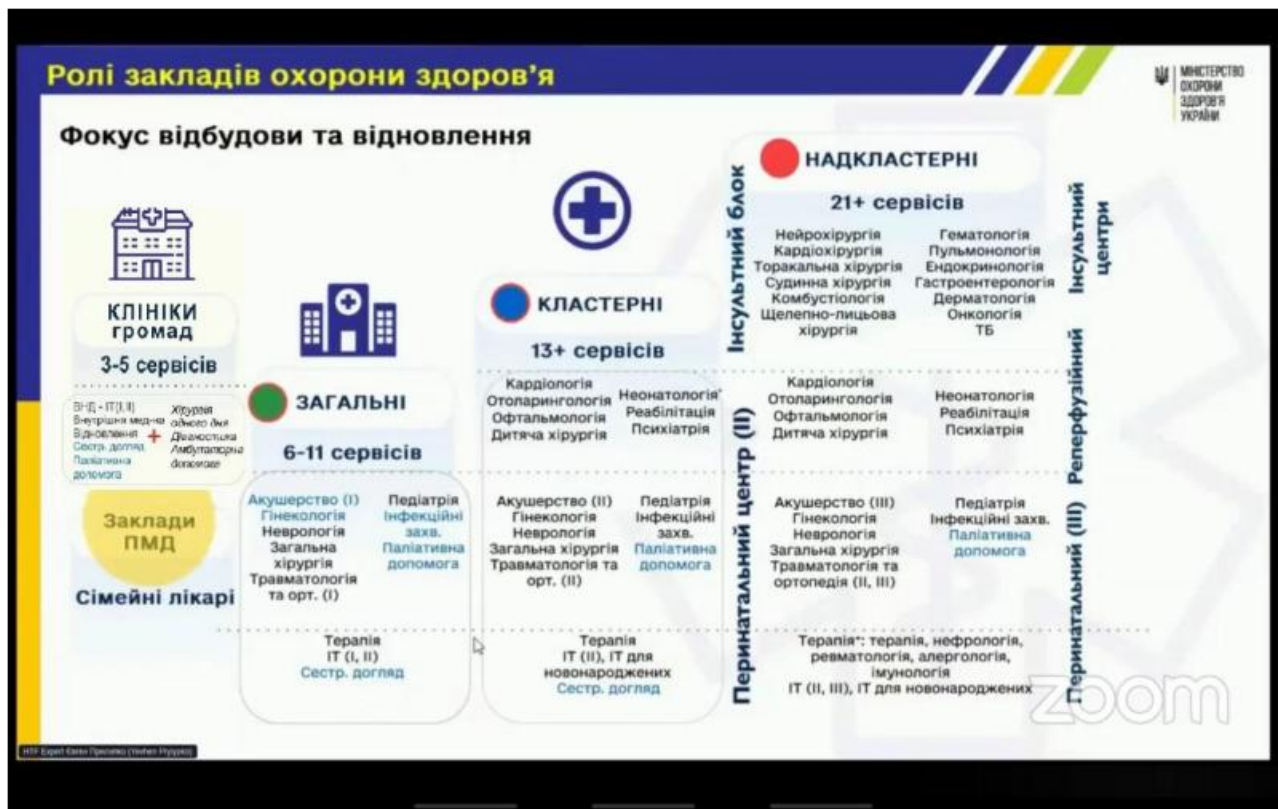 Ролі закладів охорони здоров'я
МІНІСТЕРСТВО
ОХОРОНИ
ЗДОРОВ'Я
УКРАЇНИ
Фокус відбудови та відновлення
КЛІНІКИ
громад
3-5 сервісів
ВНД - ІТ(І, ІІ)
Внутрішня мед-на
Відновлення
Сестр. догляд
Паліативна
допомога
+
Хірургія
одного дня
Діагностика
Амбулаторна
допомога
Заклади
ПМД
Сімейні лікарі
ЗАГАЛЬНІ
6-11 сервісів
Акушерство (І)
Гінекологія
Неврологія
Загальна
хірургія
Травматологія
та орт. (І)
Педіатрія
Інфекційні
захв.
Паліативна
допомога
Терапія
ІТ (І, ІІ)
Сестр. догляд
КЛАСТЕРНІ
13+ сервісів
Кардіологія
Отоларингологія
Офтальмологія
Дитяча хірургія
Неонатологія*
Реабілітація
Психіатрія
Акушерство (ІІ)
Гінекологія
Неврологія
Загальна хірургія
Травматологія та
орт. (ІІ)
Педіатрія
Інфекційні
захв.
Паліативна
допомога
Терапія
ІТ (ІІ), ІТ для
новонароджених
Сестр. догляд
Інсультний блок
Перинатальний центр (ІІ)
НАДКЛАСТЕРНІ
21+ сервісів
Нейрохірургія
Кардіохірургія
Торакальна хірургія
Судинна хірургія
Комбустіологія
Щелепно-лицьова
хірургія
Гематологія
Пульмонологія
Ендокринологія
Гастроентерологія
Дерматологія
Онкологія
ТБ
Кардіологія
Отоларингологія
Офтальмологія
Дитяча хірургія
Неонатологія
Реабілітація
Психіатрія
Акушерство (ІІІ)
Гінекологія
Неврологія
Загальна хірургія
Травматологія та
ортопедія (ІІ, ІІІ)
Педіатрія
Інфекційні захв.
Паліативна
допомога
Терапія*: терапія, нефрологія,
ревматологія, алергологія,
імунологія
ІТ (ІІ, ІІІ), ІТ для новонароджених
Інсультний
центри
Реперфузійний
Перинатальний (ІІІ)
zoom